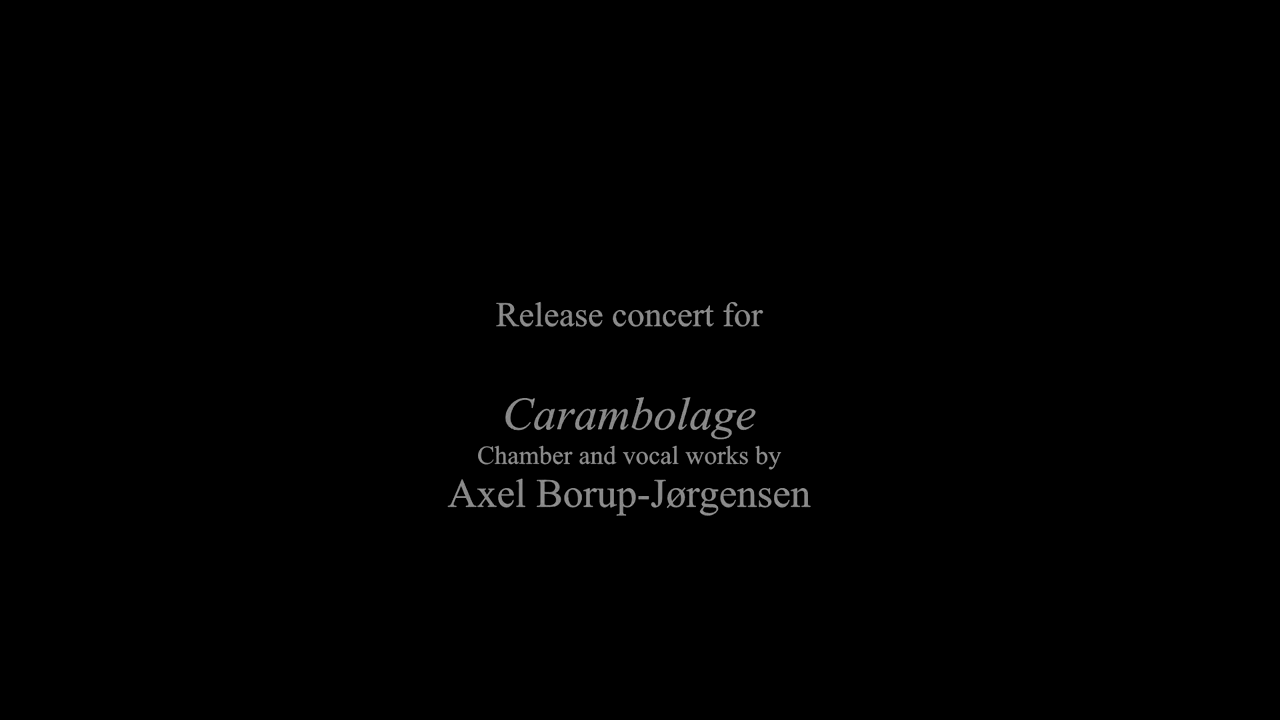 Release concert for
Carambolage
Chamber and vocal works by
Axel Borup-Jørgensen